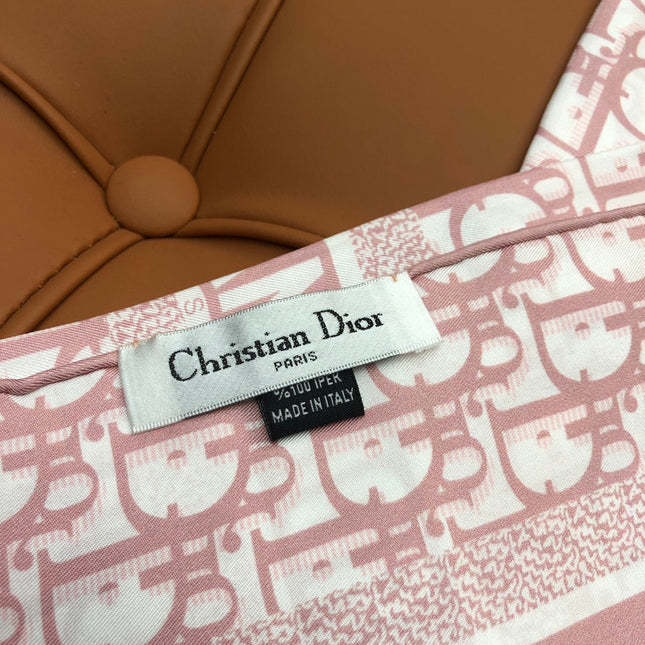 Christian Dior
PARIS
%100 IPEK
MADE IN ITALY